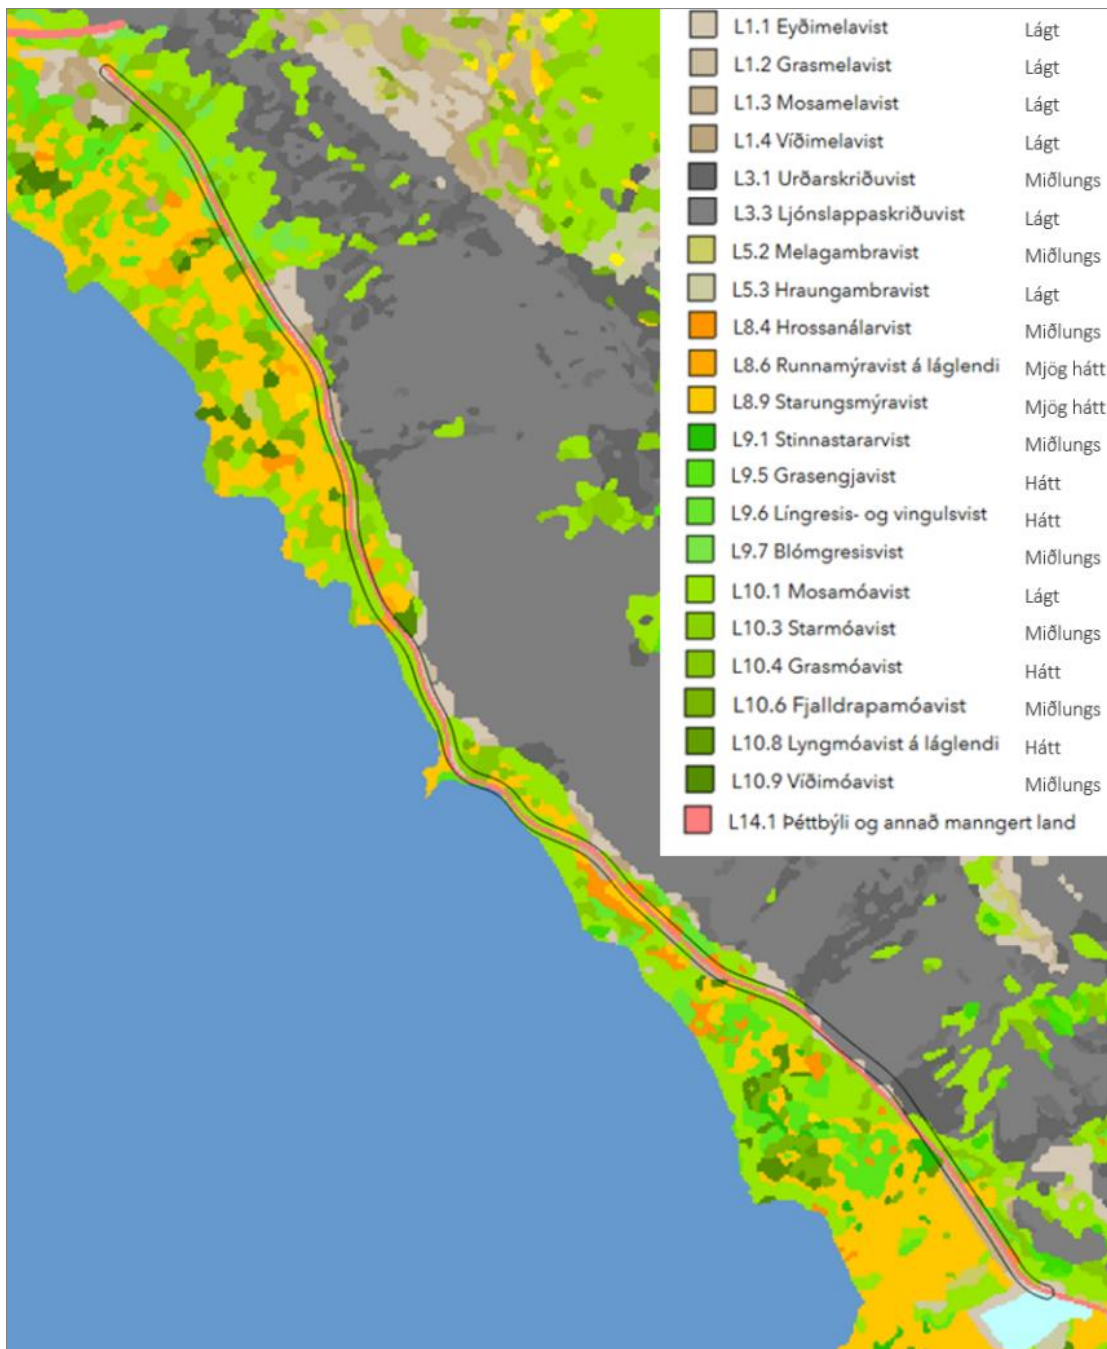 L1.1 Eyðimelavist Lágt
L1.2 Grasmelavist Lágt
L1.3 Mosamelavist Lágt
L1.4 Víðimelavist Lágt
L3.1 Urðarskriðuvist Miðlungs
L3.3 Ljónslappaskriðuvist Lágt
L5.2 Melagambravist Miðlungs
L5.3 Hraungambravist Lágt
L8.4 Hrossanálarvist Miðlungs
L8.6 Runnamýravist á láglendi Mjög hátt
L8.9 Starungsmýravist Mjög hátt
L9.1 Stinnastararvist Miðlungs
L9.5 Grasengjavist Hátt
L9.6 Língresis- og vingulsvist Hátt
L9.7 Blómgresisvist Miðlungs
L10.1 Mosamóavist Lágt
L10.3 Starmóavist Miðlungs
L10.4 Grasmóavist Hátt
L10.6 Fjalldrapamóavist Miðlungs
L10.8 Lyngmóavist á láglendi Hátt
L10.9 Víðimóavist Miðlungs
L14.1 Þéttbýli og annað manngert land